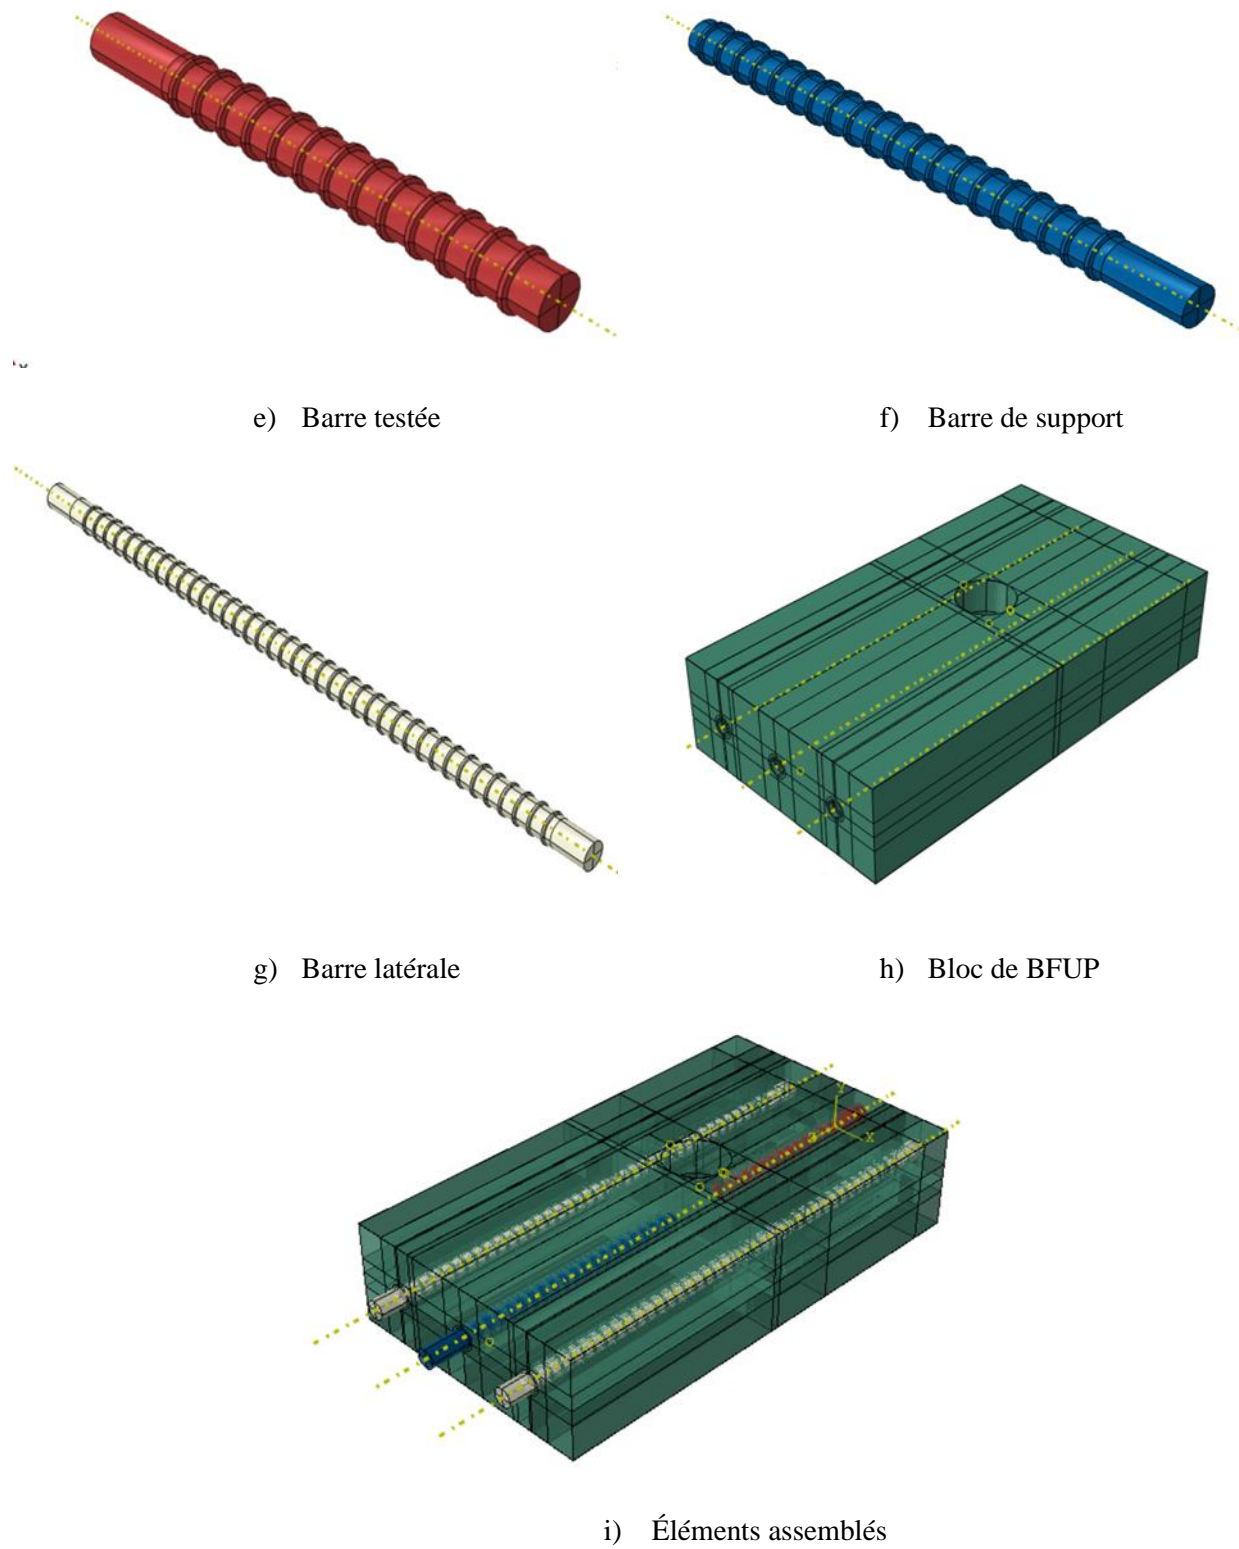 e) Barre testée
f) Barre de support
g) Barre latérale
h) Bloc de BFUP
Y
X
i) Éléments assemblés